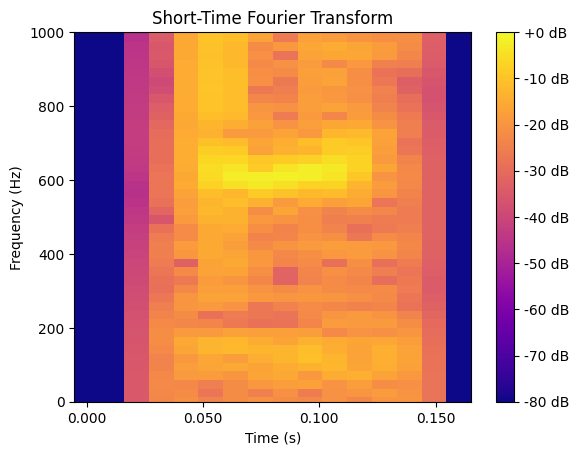 Short-Time Fourier Transform
1000
800
600
400
200
0
Frequency (Hz)
0.000
0.050
0.100
0.150
Time (s)
+0 dB
-10 dB
-20 dB
-30 dB
-40 dB
-50 dB
-60 dB
-70 dB
-80 dB